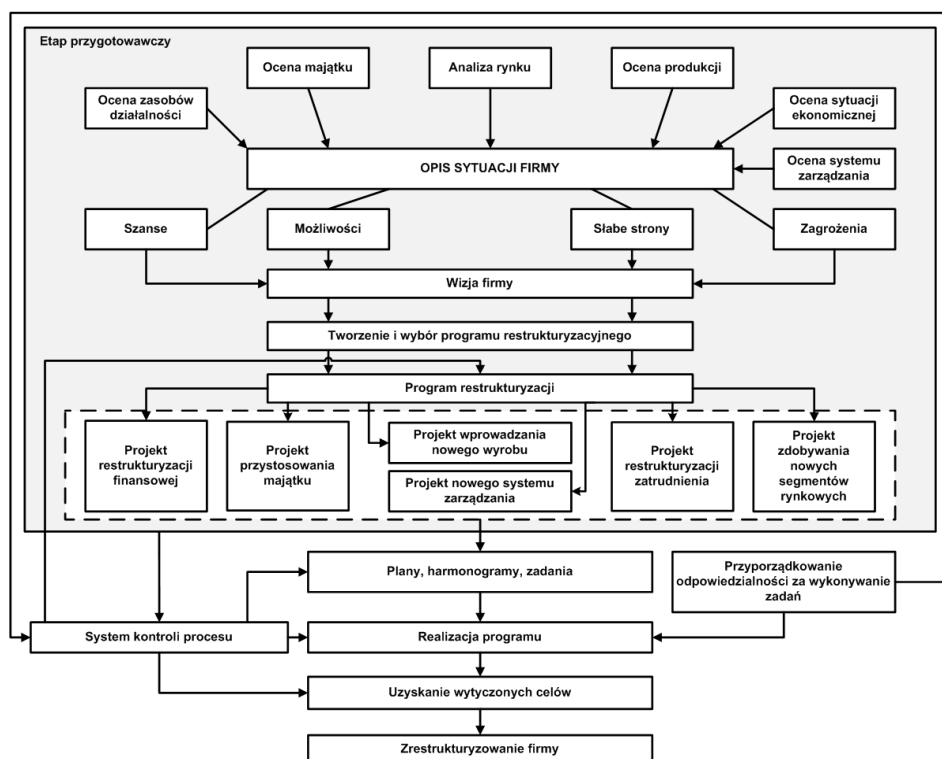 Etap przygotowawczy
Ocena majątku
Analiza rynku
Ocena produkcji
Ocena zasobów
działalności
Ocena sytuacji
ekonomicznej
OPIS SYTUACJI FIRMY
Ocena systemu
zarządzania
Szanse
Możliwości
Słabe strony
Zagrożenia
Wizja firmy
Tworzenie i wybór programu restrukturyzacyjnego
Program restrukturyzacji
Projekt
restrukturyzacji
finansowej
Projekt
przystosowania
majątku
Projekt wprowadzania
nowego wyrobu
Projekt nowego systemu
zarządzania
Projekt
restrukturyzacji
zatrudnienia
Projekt
zdobywania
nowych
segmentów
rynkowych
Plany, harmonogramy, zadania
Przyporządkowanie
odpowiedzialności za wykonywanie
zadań
System kontroli procesu
Realizacja programu
Uzyskanie wytyczonych celów
Zrestrukturyzowanie firmy